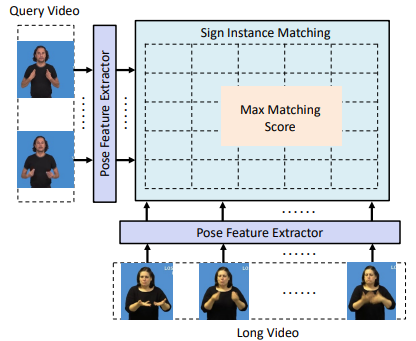 Query Video
Sign Instance Matching
Pose Feature Extractor
Max Matching
Score
Pose Feature Extractor
Long Video